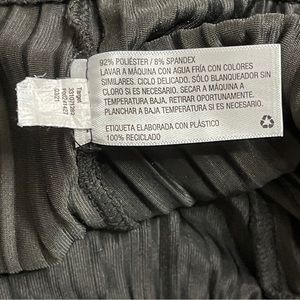 92% POLIÉSTER / 8% SPANDEX
LAVAR A MÁQUINA CON AGUA FRÍA CON COLORES
SIMILARES. CICLO DELICADO. SÓLO BLANQUEADOR SIN
CLORO SI ES NECESARIO. SECAR A MÁQUINA A
TEMPERATURA BAJA. RETIRAR OPORTUNAMENTE.
PLANCHAR A BAJA TEMPERATURA SI ES NECESARIO.
ETIQUETA ELABORADA CON PLÁSTICO
100% RECICLADO
Target